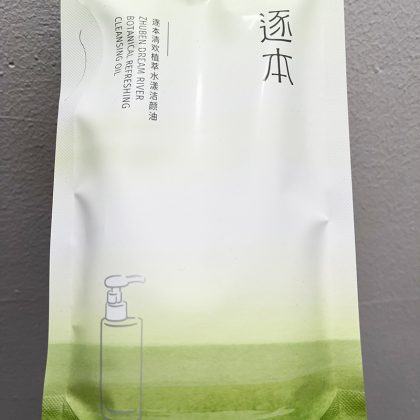 逐本
逐本清欢植萃水漾洁颜油
ZHUBEN DREAM RIVER
BOTANICAL REFRESHING
CLEANSING OIL